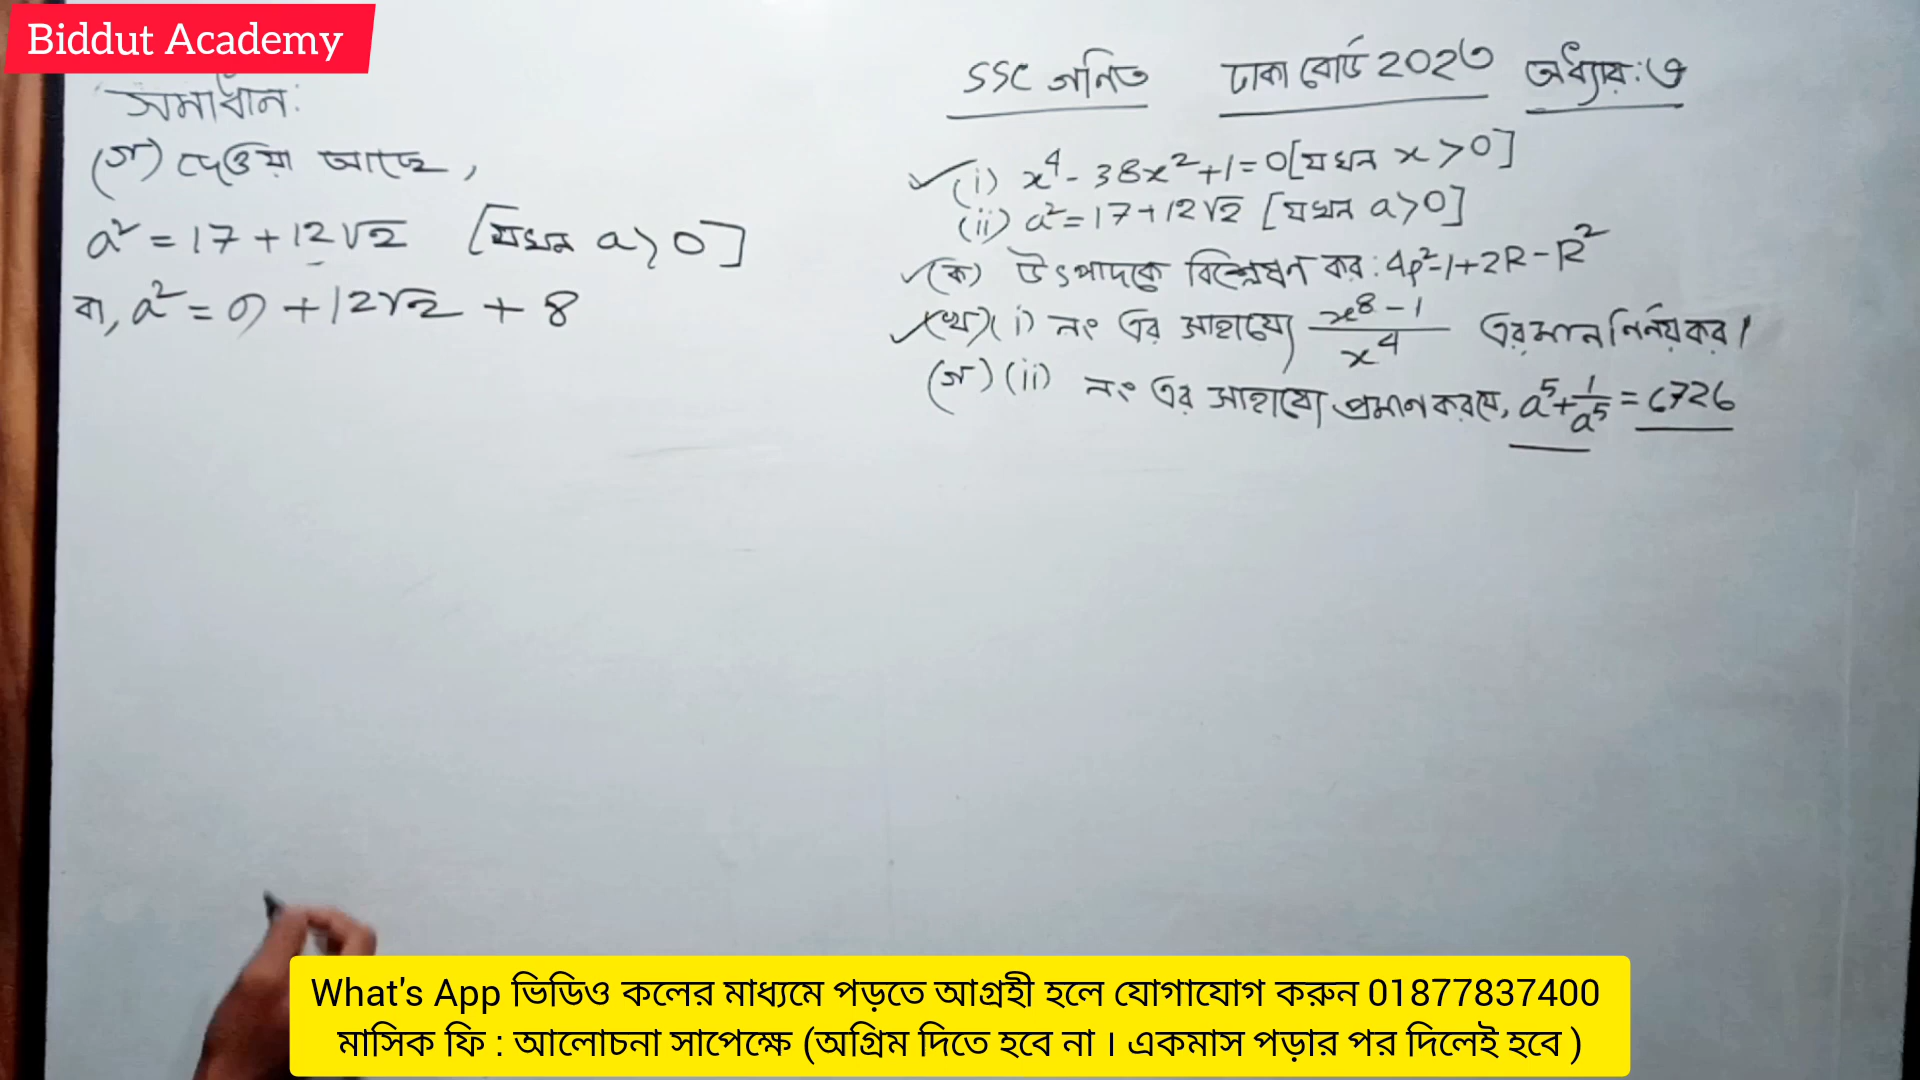 Biddut Academy
সমাধান:
(গ) দেওয়া আছে,
a² = 17 + 12√2 [যখন a > 0]
বা, a² = 9 + 12√2 + 8
SSC গনিত ঢাকা বোর্ড 2023 অধ্যায়: ৩
(i) x⁴ - 38x² + 1 = 0 [যখন x > 0]
(ii) a² = 17 + 12√2 [যখন a > 0]
(ক) উৎপাদকে বিশ্লেষন কর: 4p² - 1 + 2R - R²
(খ) (i) নং এর সাহায্যে (x⁸ - 1)/x⁴ এর মান নির্নয় কর।
(গ) (ii) নং এর সাহায্যে প্রমান কর যে, a⁵ + 1/a⁵ = 6726
What's App ভিডিও কলের মাধ্যমে পড়তে আগ্রহী হলে যোগাযোগ করুন 01877837400
মাসিক ফি : আলোচনা সাপেক্ষে (অগ্রিম দিতে হবে না । একমাস পড়ার পর দিলেই হবে )